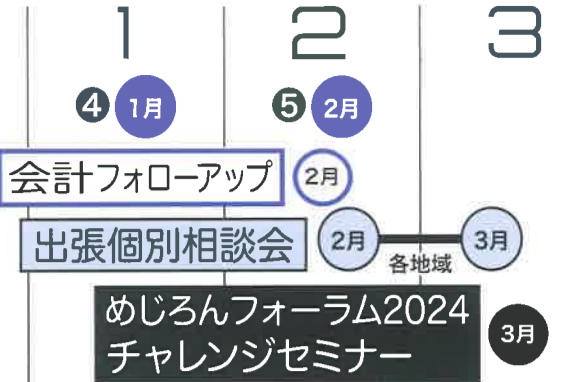 1 2 3
❹ 1月 ❺ 2月
会計フォローアップ 2月
出張個別相談会 2月 3月
各地域
めじろんフォーラム2024
チャレンジセミナー 3月